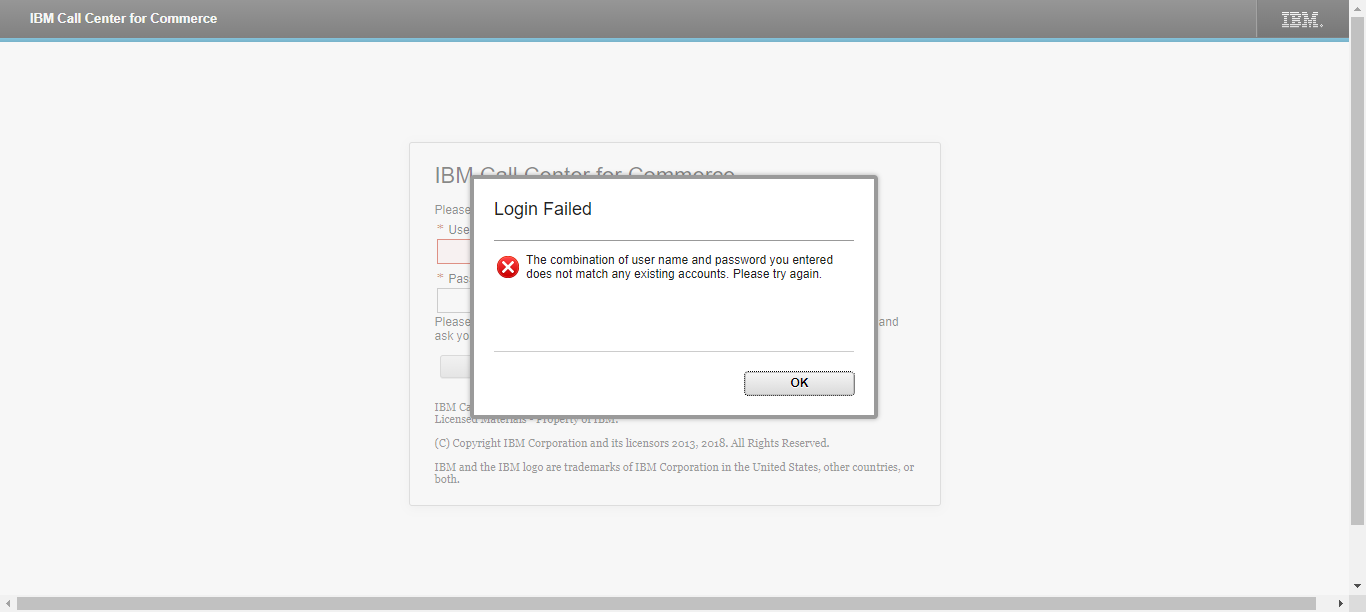 IBM Call Center for Commerce
IBM.
IBM Call Center for Commerce
Login Failed
Please
* Use
The combination of user name and password you entered
does not match any existing accounts. Please try again.
* Pas
Please
and
ask yo
OK
IBM Ca
Licensed Materials - Property of IBM.
(C) Copyright IBM Corporation and its licensors 2013, 2018. All Rights Reserved.
IBM and the IBM logo are trademarks of IBM Corporation in the United States, other countries, or
both.